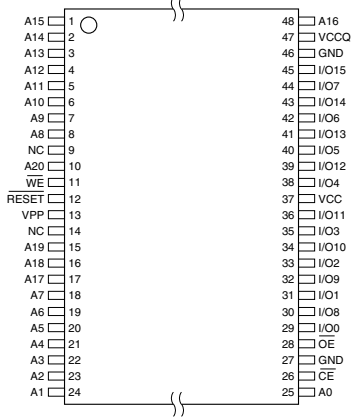 A15 1 48 A16
A14 2 47 VCCQ
A13 3 46 GND
A12 4 45 I/O15
A11 5 44 I/O7
A10 6 43 I/O14
A9 7 42 I/O6
A8 8 41 I/O13
NC 9 40 I/O5
A20 10 39 I/O12
W̅E̅ 11 38 I/O4
R̅E̅S̅E̅T̅ 12 37 VCC
VPP 13 36 I/O11
NC 14 35 I/O3
A19 15 34 I/O10
A18 16 33 I/O2
A17 17 32 I/O9
A7 18 31 I/O1
A6 19 30 I/O8
A5 20 29 I/O0
A4 21 28 O̅E̅
A3 22 27 GND
A2 23 26 C̅E̅
A1 24 25 A0